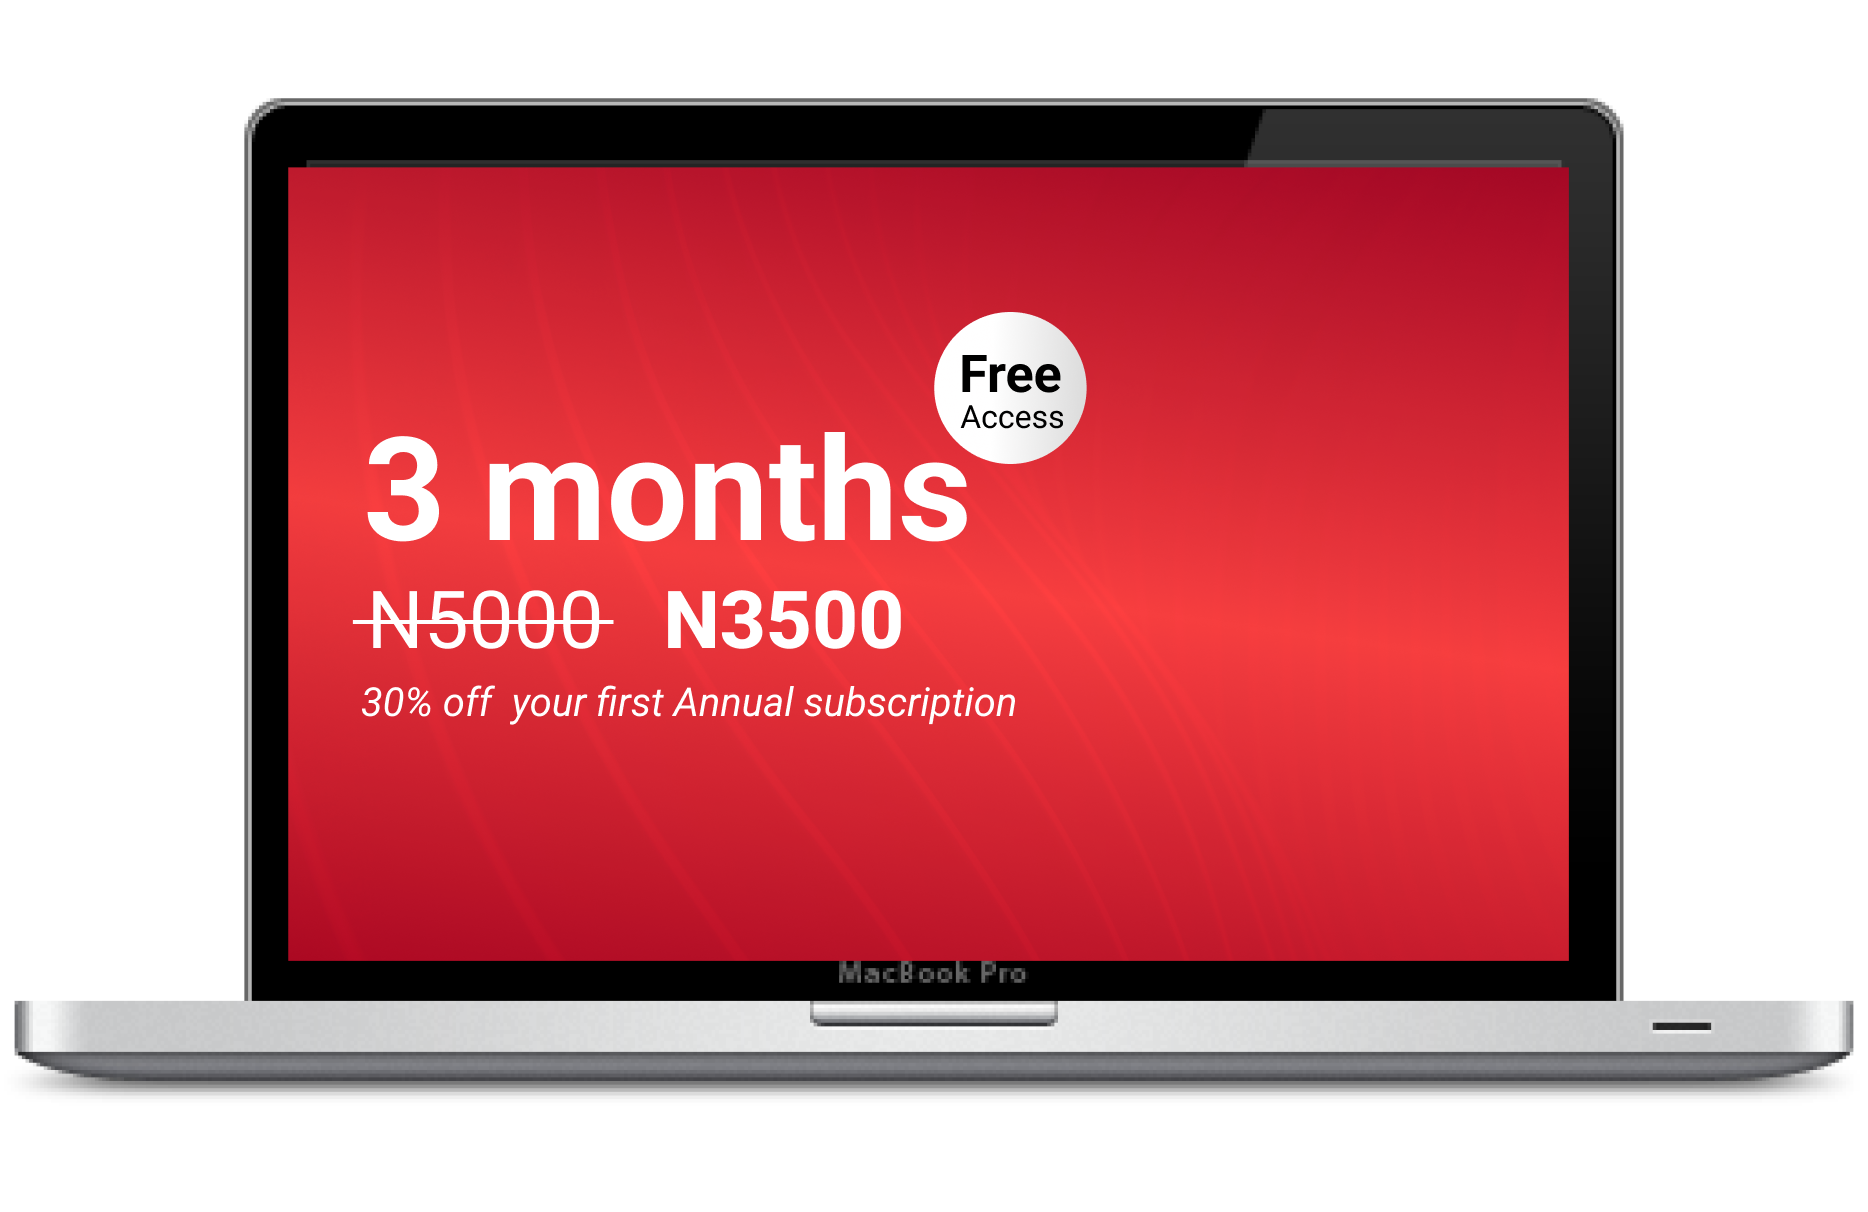 Free
Access
3 months
N5000 N3500
30% off your first Annual subscription
MacBook Pro